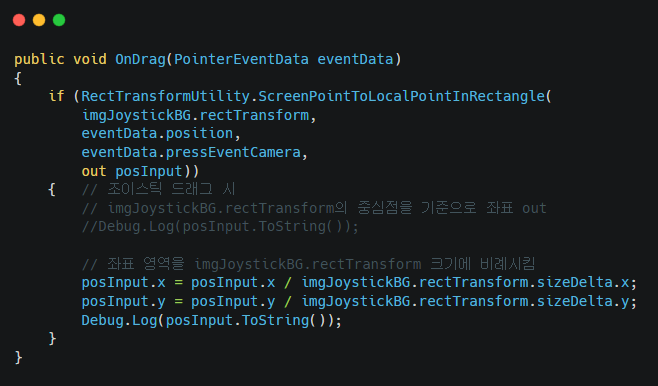 public void OnDrag(PointerEventData eventData)
{
    if (RectTransformUtility.ScreenPointToLocalPointInRectangle(
        imgJoystickBG.rectTransform,
        eventData.position,
        eventData.pressEventCamera,
        out posInput))
    {   // 조이스틱 드래그 시
        // imgJoystickBG.rectTransform의 중심점을 기준으로 좌표 out
        //Debug.Log(posInput.ToString());

        // 좌표 영역을 imgJoystickBG.rectTransform 크기에 비례시킴
        posInput.x = posInput.x / imgJoystickBG.rectTransform.sizeDelta.x;
        posInput.y = posInput.y / imgJoystickBG.rectTransform.sizeDelta.y;
        Debug.Log(posInput.ToString());
    }
}